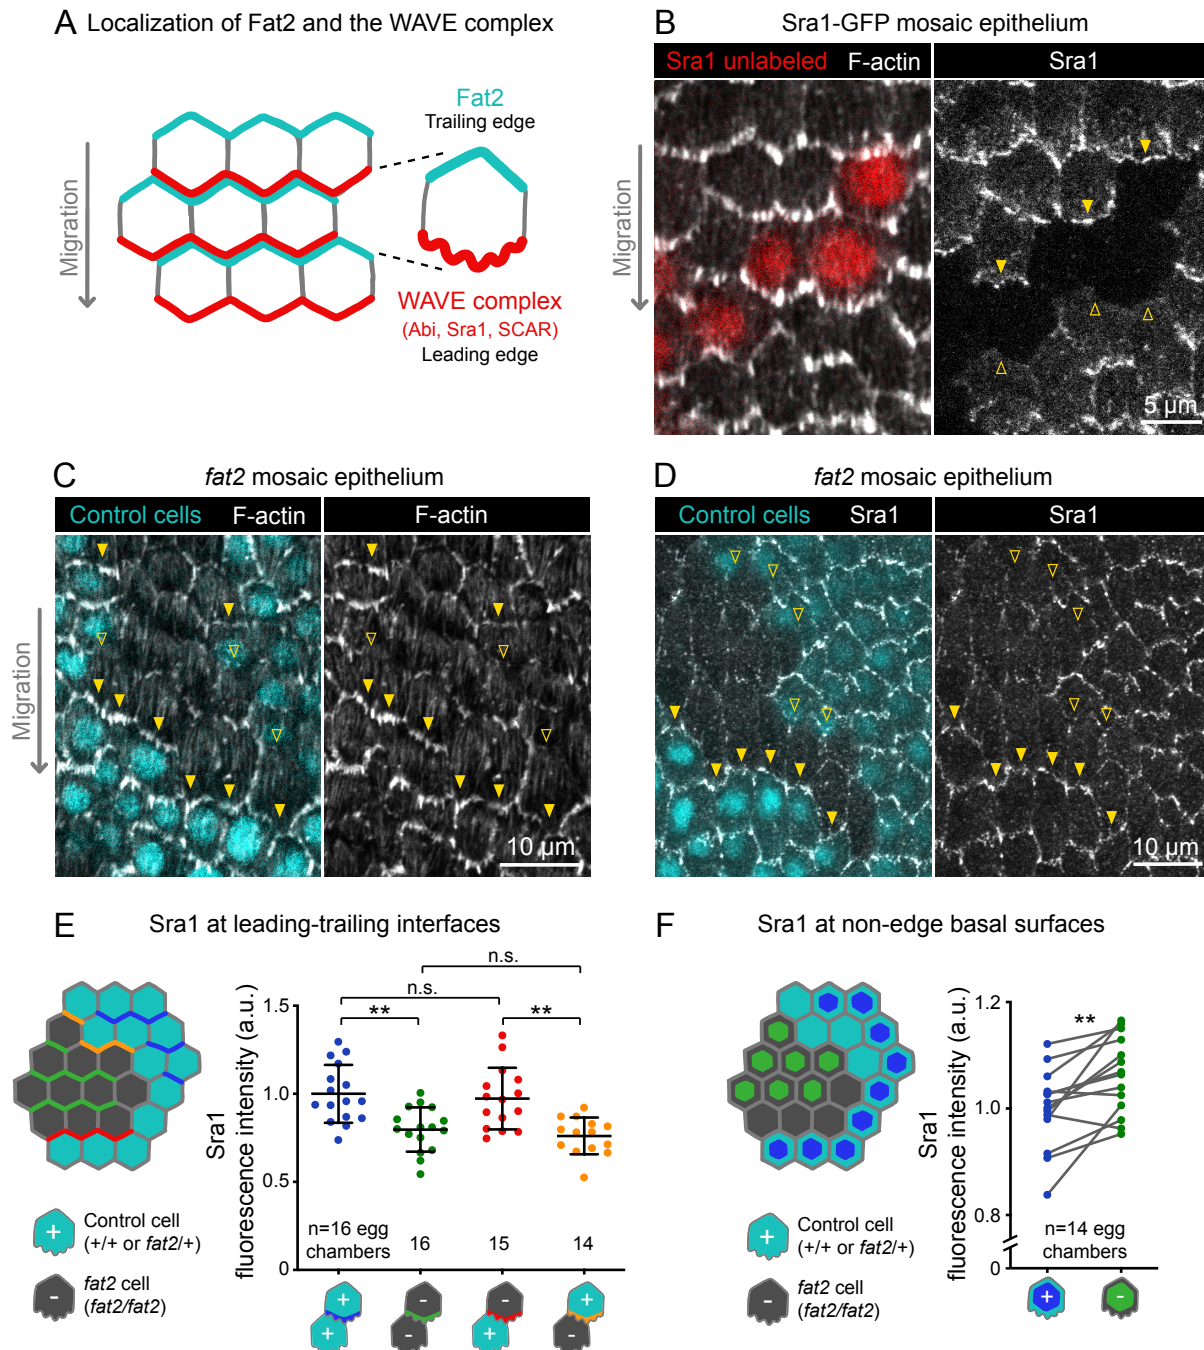 A Localization of Fat2 and the WAVE complex
Migration
Fat2
Trailing edge
WAVE complex
(Abi, Sra1, SCAR)
Leading edge
B Sra1-GFP mosaic epithelium
Sra1 unlabeled F-actin
Sra1
Migration
5 µm
C fat2 mosaic epithelium
Control cells F-actin
F-actin
Migration
10 µm
D fat2 mosaic epithelium
Control cells Sra1
Sra1
10 µm
E Sra1 at leading-trailing interfaces
Control cell
(+/+ or fat2/+)
fat2 cell
(fat2/fat2)
+
-
Sra1
fluorescence intensity (a.u.)
1.5
1.0
0.5
0
n.s.
n.s.
** **
n=16 egg
chambers
16 15 14
+ - - +
+ - + -
F Sra1 at non-edge basal surfaces
Control cell
(+/+ or fat2/+)
fat2 cell
(fat2/fat2)
+
-
Sra1
fluorescence intensity (a.u.)
1.2
1.0
0.8
0
**
n=14 egg
chambers
+ -